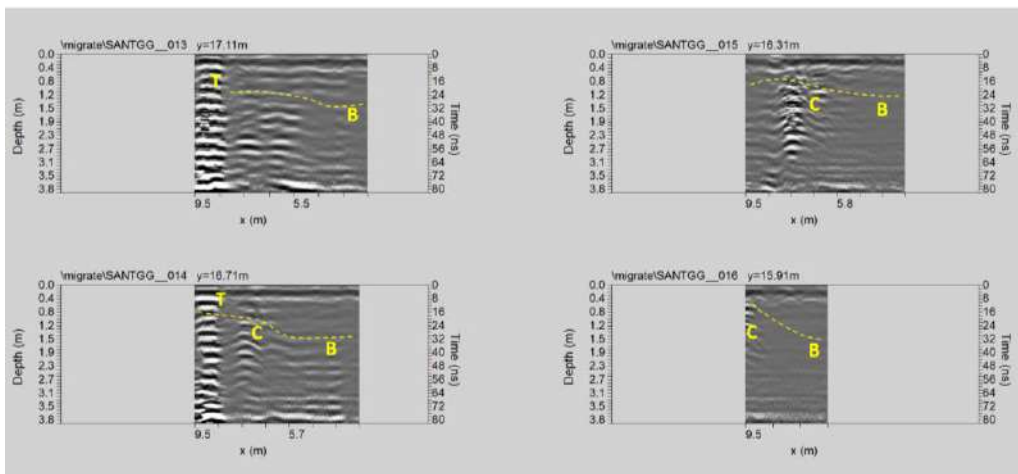 \migrate\SANTGG__013 y=17.11m
0.0 0.4 0.8 1.2 1.5 1.9 2.3 2.7 3.1 3.5 3.8
Depth (m)
T
B
0 8 16 24 32 40 48 56 64 72 80
Time (ns)
9.5 5.5
x (m)
\migrate\SANTGG__015 y=16.31m
0.0 0.4 0.8 1.2 1.5 1.9 2.3 2.7 3.1 3.5 3.8
Depth (m)
C
B
0 8 16 24 32 40 48 56 64 72 80
Time (ns)
9.5 5.8
x (m)
\migrate\SANTGG__014 y=16.71m
0.0 0.4 0.8 1.2 1.5 1.9 2.3 2.7 3.1 3.5 3.8
Depth (m)
T
C
B
0 8 16 24 32 40 48 56 64 72 80
Time (ns)
9.5 5.7
x (m)
\migrate\SANTGG__016 y=15.91m
0.0 0.4 0.8 1.2 1.5 1.9 2.3 2.7 3.1 3.5 3.8
Depth (m)
C
B
0 8 16 24 32 40 48 56 64 72 80
Time (ns)
9.5
x (m)